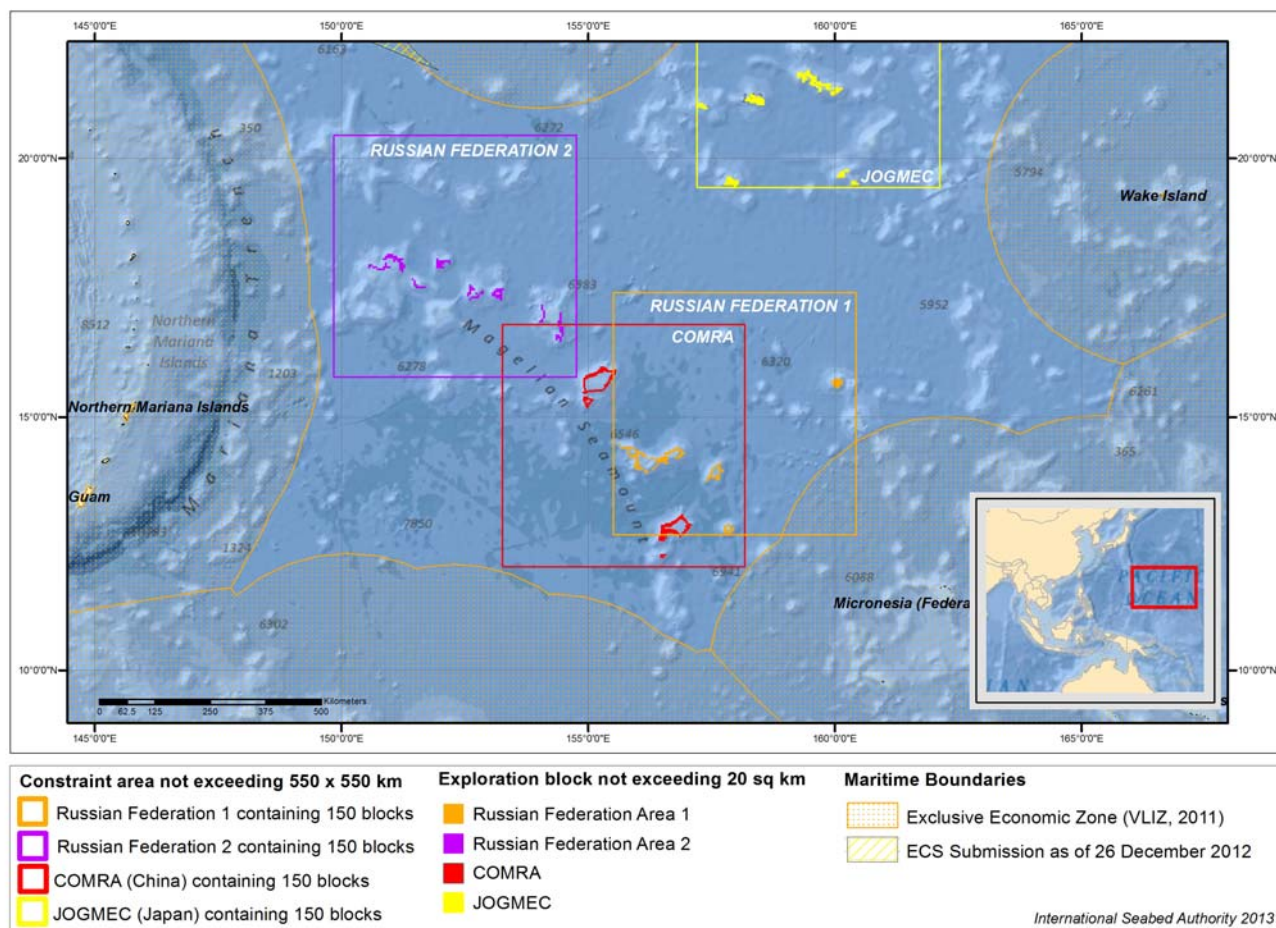 145°0'0"E 150°0'0"E 155°0'0"E 160°0'0"E 165°0'0"E
6163
350
6272
20°0'0"N
RUSSIAN FEDERATION 2
JOGMEC
20°0'0"N
5794
Wake Island
Mariana Trench
6383
RUSSIAN FEDERATION 1
5952
8512
Northern
Mariana
Islands
COMRA
Magellan Seamount
6278
6320
1203
6261
Northern Mariana Islands
15°0'0"N
15°0'0"N
6546
365
Guam
7850
1324
6088
Micronesia (Federa
PACIFIC
OCEAN
6302
10°0'0"N
10°0'0"N
Kilometers
0 62.5 125 250 375 500
145°0'0"E 150°0'0"E 155°0'0"E 160°0'0"E 165°0'0"E
Constraint area not exceeding 550 x 550 km
Russian Federation 1 containing 150 blocks
Russian Federation 2 containing 150 blocks
COMRA (China) containing 150 blocks
JOGMEC (Japan) containing 150 blocks
Exploration block not exceeding 20 sq km
Russian Federation Area 1
Russian Federation Area 2
COMRA
JOGMEC
Maritime Boundaries
Exclusive Economic Zone (VLIZ, 2011)
ECS Submission as of 26 December 2012
International Seabed Authority 2013